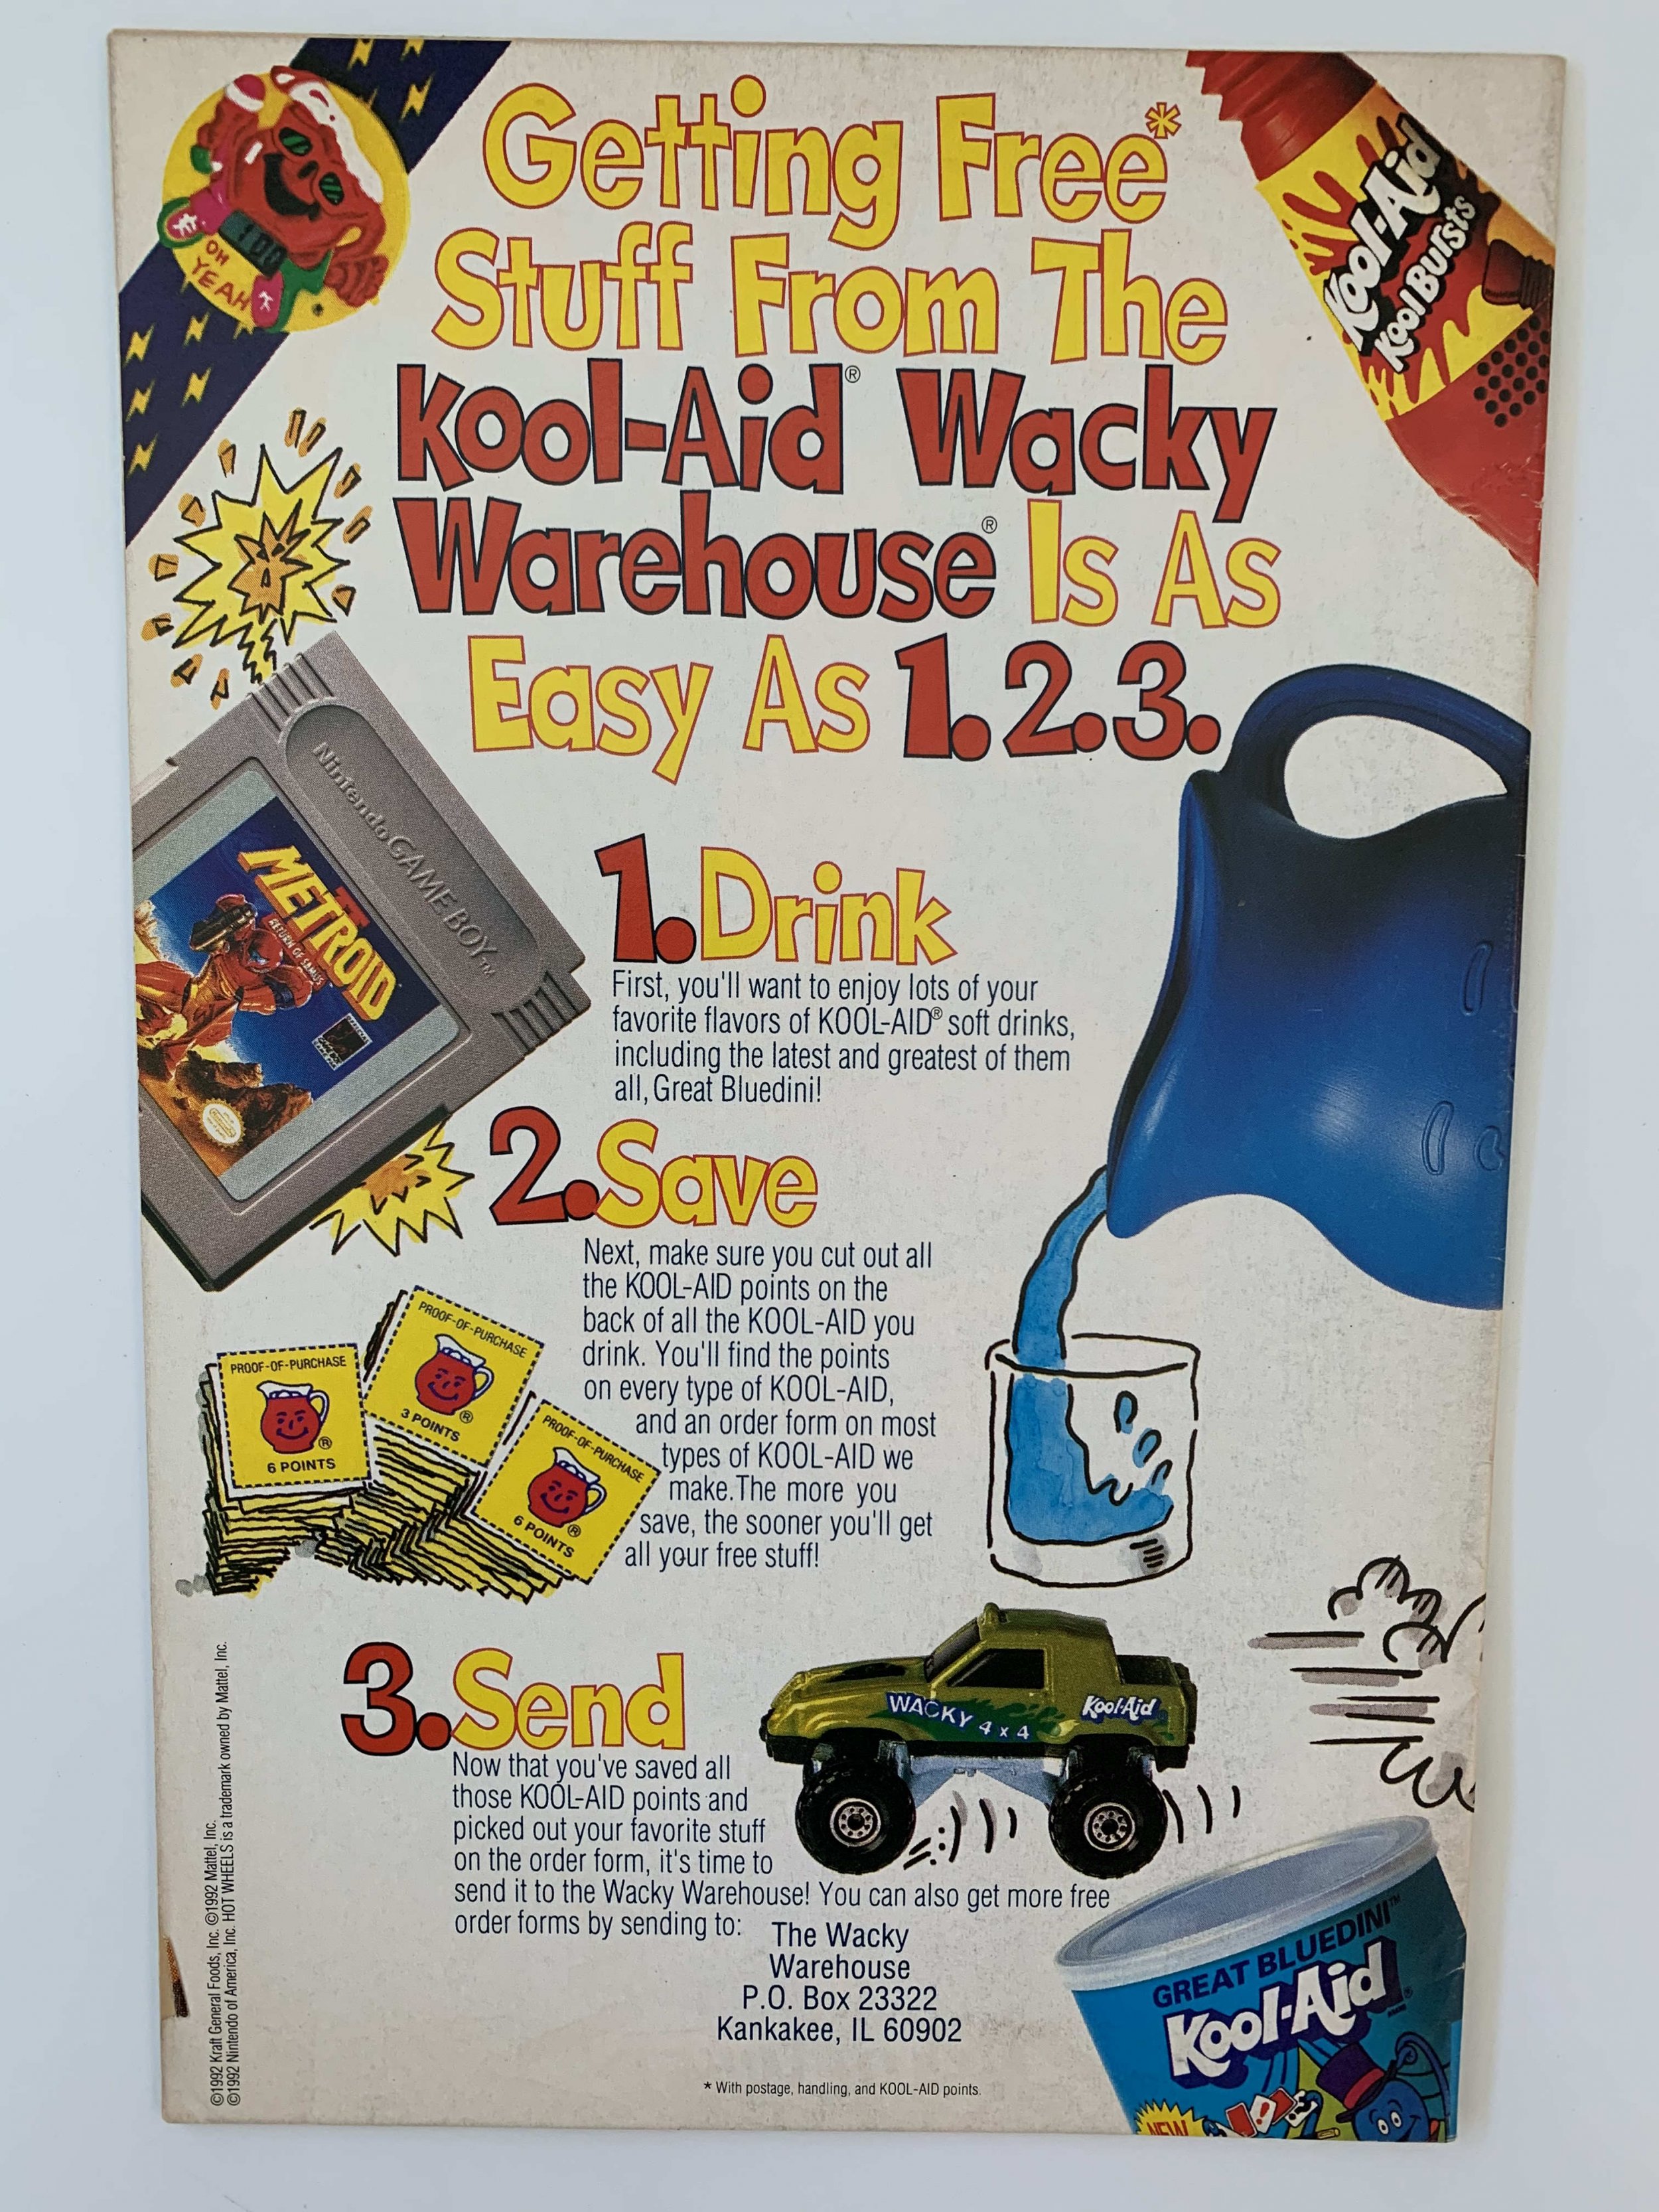 Getting Free*
Stuff From The
Kool-Aid® Wacky
Warehouse® Is As
Easy As 1.2.3.
1:00
OH
YEAH
Kool-Aid
Kool Bursts
Nintendo GAME BOY™
METROID II
RETURN OF SAMUS
1.Drink
First, you'll want to enjoy lots of your
favorite flavors of KOOL-AID® soft drinks,
including the latest and greatest of them
all, Great Bluedini!
2.Save
Next, make sure you cut out all
the KOOL-AID points on the
back of all the KOOL-AID you
drink. You'll find the points
on every type of KOOL-AID,
and an order form on most
types of KOOL-AID we
make.The more you
save, the sooner you'll get
all your free stuff!
PROOF-OF-PURCHASE
®
6 POINTS
PROOF-OF-PURCHASE
®
3 POINTS
PROOF-OF-PURCHASE
®
6 POINTS
3.Send
Now that you've saved all
those KOOL-AID points and
picked out your favorite stuff
on the order form, it's time to
send it to the Wacky Warehouse! You can also get more free
order forms by sending to:
The Wacky
Warehouse
P.O. Box 23322
Kankakee, IL 60902
WACKY 4x4
Kool-Aid
GREAT BLUEDINI™
Kool-Aid®
NEW
* With postage, handling, and KOOL-AID points.
©1992 Kraft General Foods, Inc. ©1992 Mattel, Inc.
©1992 Nintendo of America, Inc. HOT WHEELS is a trademark owned by Mattel, Inc.